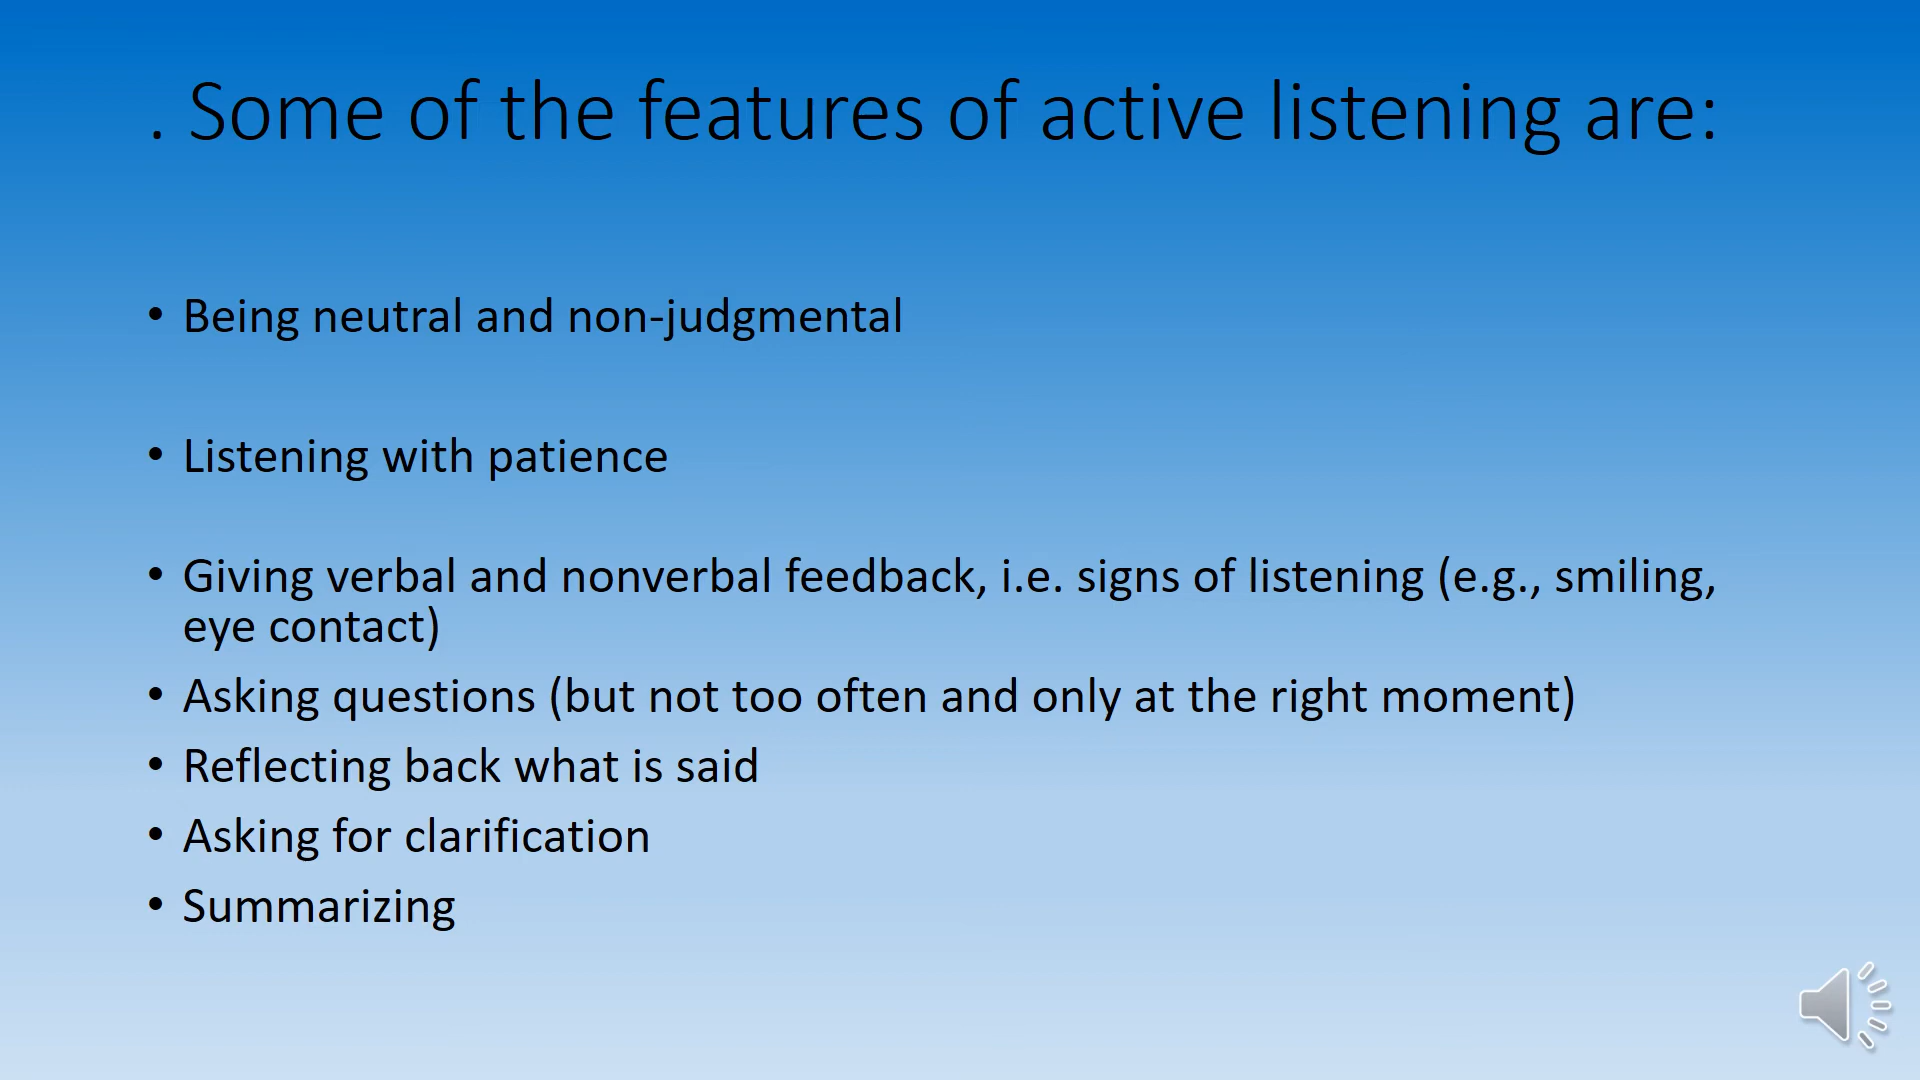 . Some of the features of active listening are:
• Being neutral and non-judgmental
• Listening with patience
• Giving verbal and nonverbal feedback, i.e. signs of listening (e.g., smiling,
eye contact)
• Asking questions (but not too often and only at the right moment)
• Reflecting back what is said
• Asking for clarification
• Summarizing